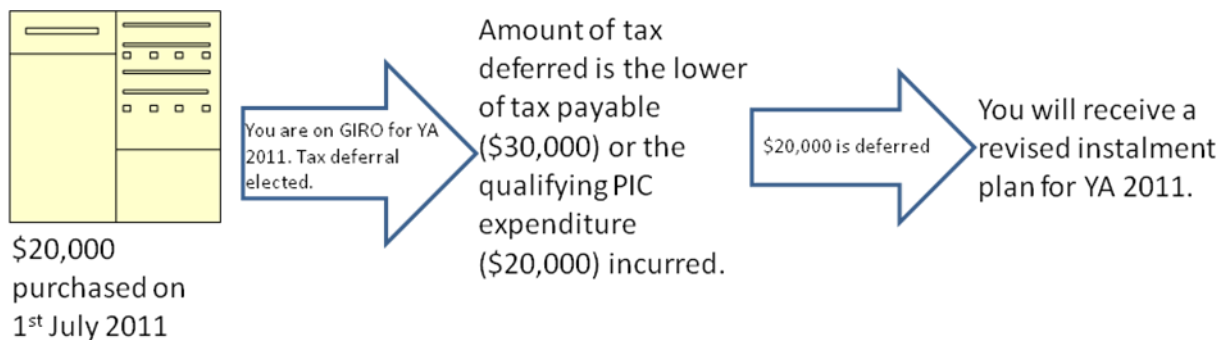 $20,000
purchased on
1st July 2011
You are on GIRO for YA
2011. Tax deferral
elected.
Amount of tax
deferred is the lower
of tax payable
($30,000) or the
qualifying PIC
expenditure
($20,000) incurred.
$20,000 is deferred
You will receive a
revised instalment
plan for YA 2011.